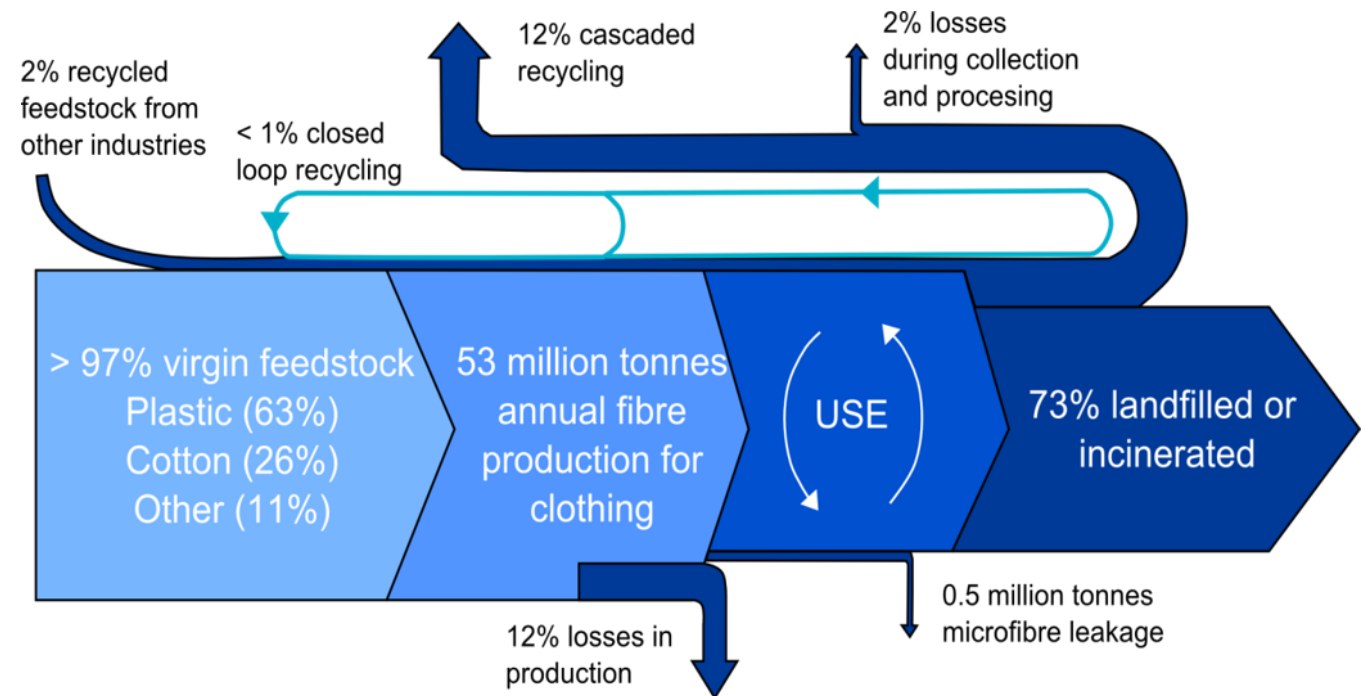 2% recycled
feedstock from
other industries
< 1% closed
loop recycling
12% cascaded
recycling
2% losses
during collection
and procesing
> 97% virgin feedstock
Plastic (63%)
Cotton (26%)
Other (11%)
53 million tonnes
annual fibre
production for
clothing
USE
73% landfilled or
incinerated
12% losses in
production
0.5 million tonnes
microfibre leakage